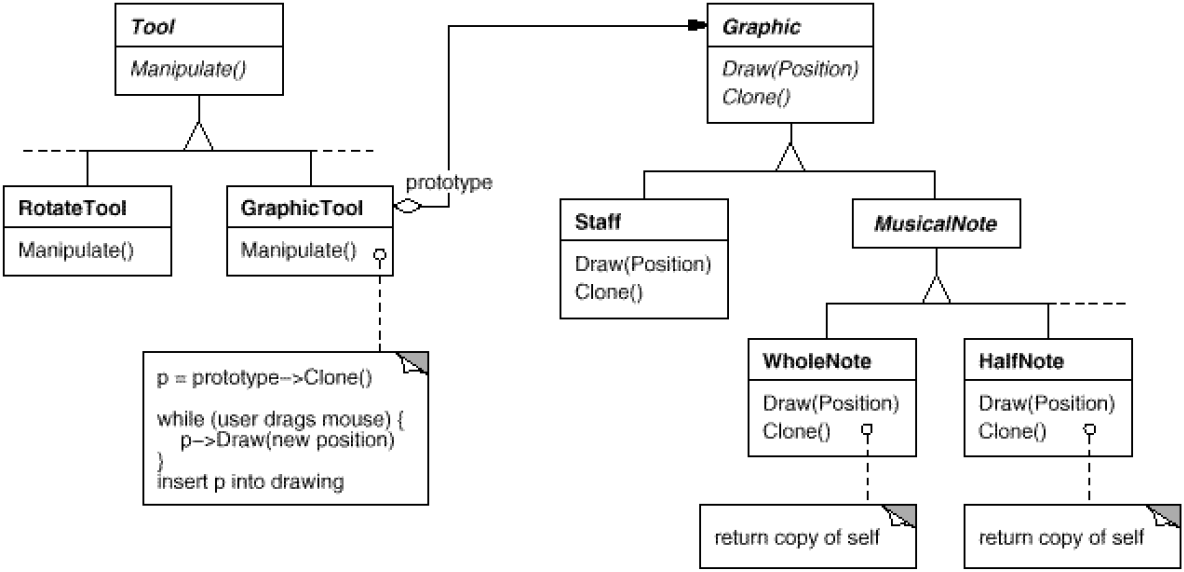 Tool
Manipulate()
Graphic
Draw(Position)
Clone()
prototype
RotateTool
Manipulate()
GraphicTool
Manipulate()
Staff
Draw(Position)
Clone()
MusicalNote
p = prototype–>Clone()
while (user drags mouse) {
p–>Draw(new position)
}
insert p into drawing
WholeNote
Draw(Position)
Clone()
HalfNote
Draw(Position)
Clone()
return copy of self
return copy of self